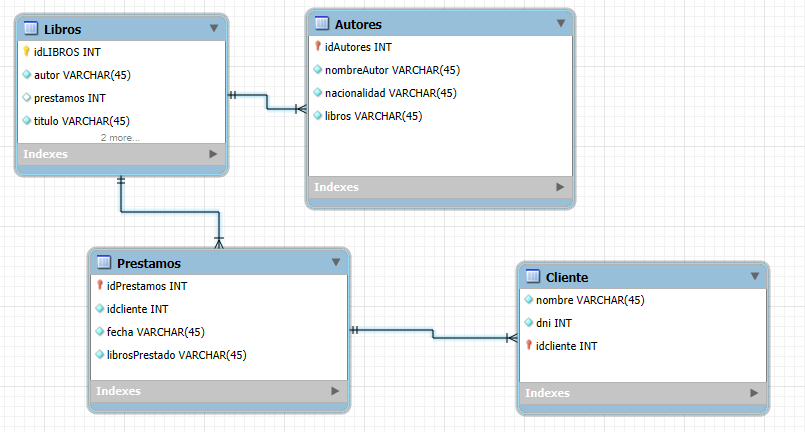 Libros
idLIBROS INT
autor VARCHAR(45)
prestamos INT
titulo VARCHAR(45)
2 more...
Indexes
Autores
idAutores INT
nombreAutor VARCHAR(45)
nacionalidad VARCHAR(45)
libros VARCHAR(45)
Indexes
Prestamos
idPrestamos INT
idcliente INT
fecha VARCHAR(45)
librosPrestado VARCHAR(45)
Indexes
Cliente
nombre VARCHAR(45)
dni INT
idcliente INT
Indexes